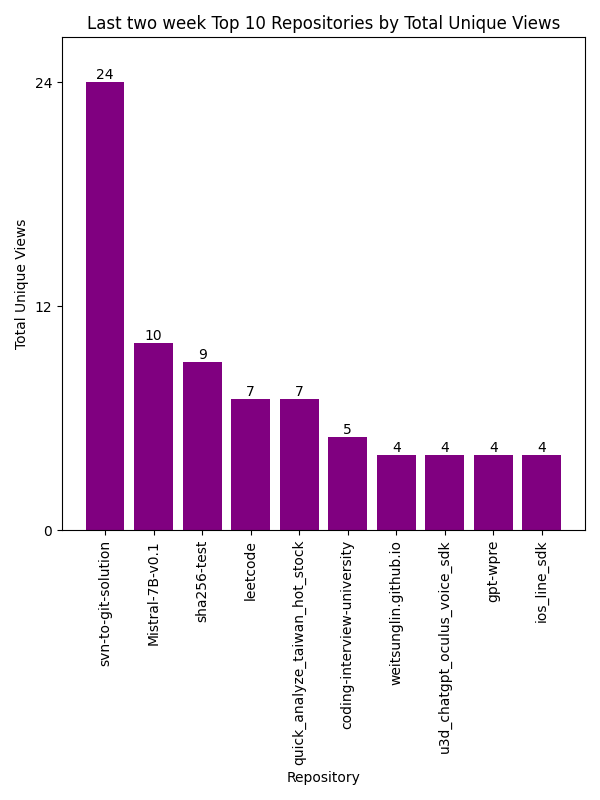 Last two week Top 10 Repositories by Total Unique Views
Total Unique Views
24
12
0
24
10
9
7
7
5
4
4
4
4
svn-to-git-solution
Mistral-7B-v0.1
sha256-test
leetcode
quick_analyze_taiwan_hot_stock
coding-interview-university
weitsunglin.github.io
u3d_chatgpt_oculus_voice_sdk
gpt-wpre
ios_line_sdk
Repository